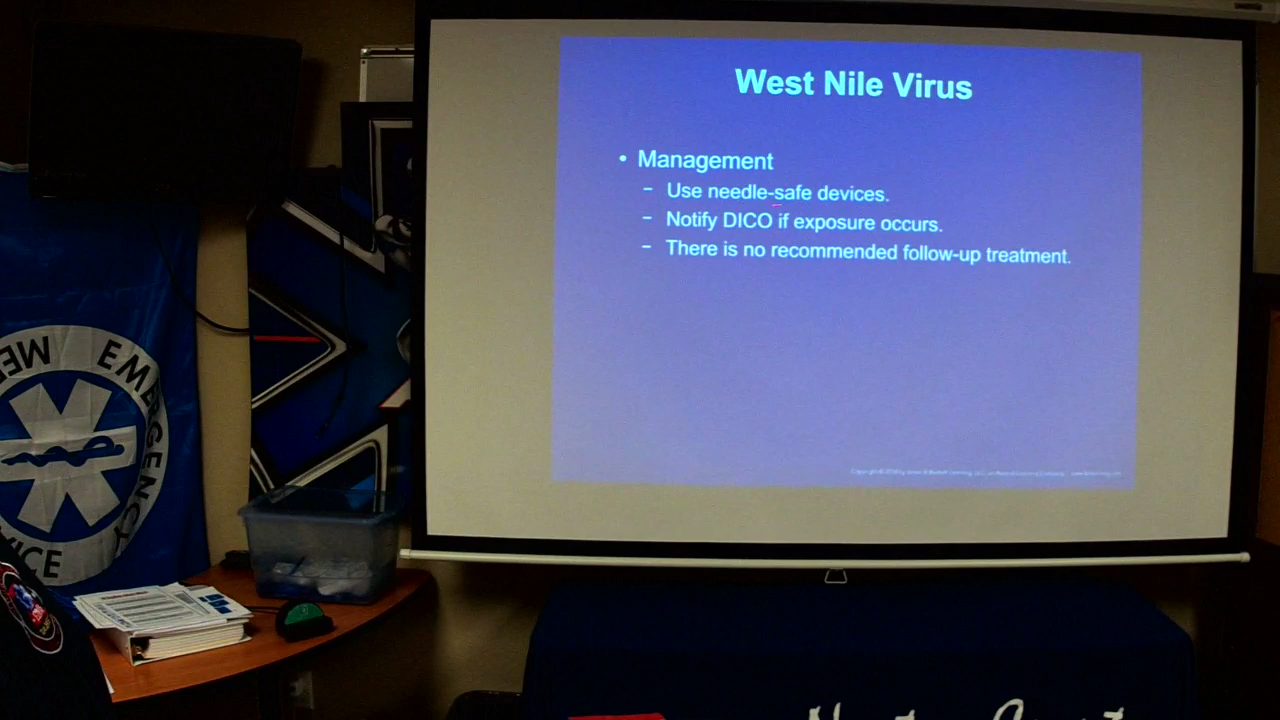 West Nile Virus
• Management
– Use needle-safe devices.
– Notify DICO if exposure occurs.
– There is no recommended follow-up treatment.
EMERGENCY